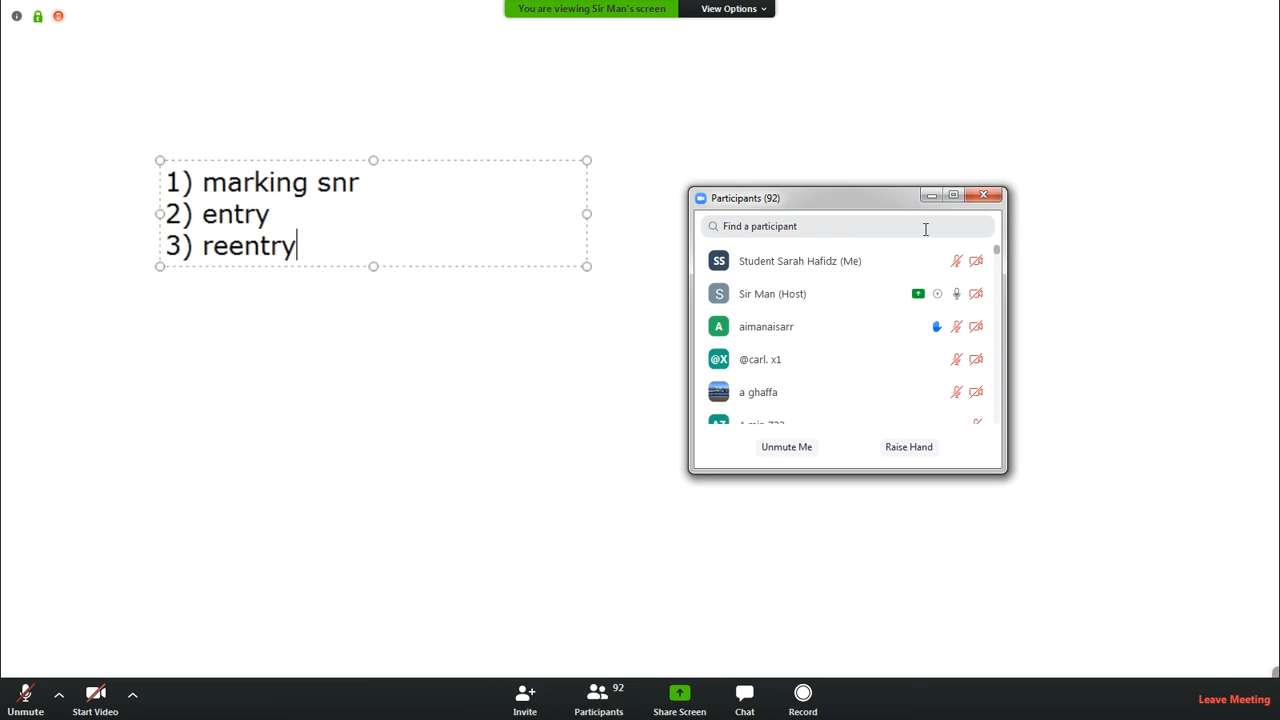 You are viewing Sir Man's screen
View Options
1) marking snr
2) entry
3) reentry
Participants (92)
Find a participant
SS Student Sarah Hafidz (Me)
S Sir Man (Host)
A aimanaisarr
@X @carl. x1
a ghaffa
Unmute Me
Raise Hand
Unmute
Start Video
Invite
92
Participants
Share Screen
Chat
Record
Leave Meeting